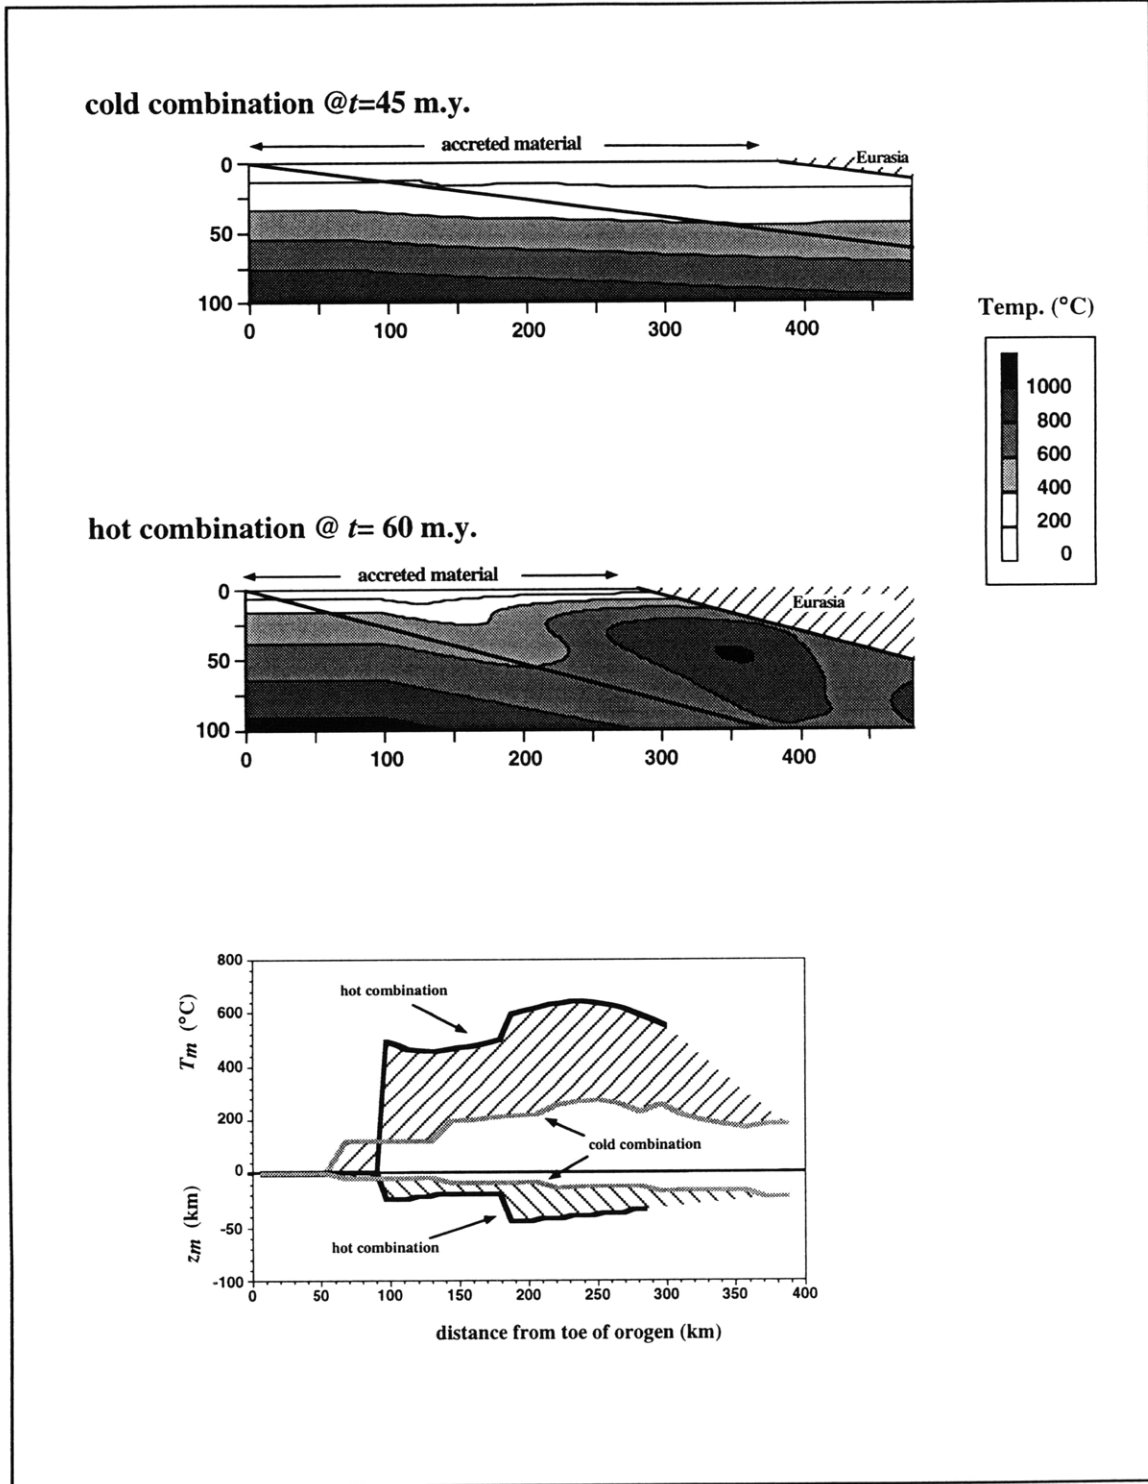 cold combination @t=45 m.y.
accreted material
Eurasia
0
50
100
0 100 200 300 400
Temp. (°C)
1000
800
600
400
200
0
hot combination @ t= 60 m.y.
accreted material
Eurasia
0
50
100
0 100 200 300 400
800
600
400
200
0
-50
-100
Tm (°C)
zm (km)
hot combination
cold combination
hot combination
0 50 100 150 200 250 300 350 400
distance from toe of orogen (km)